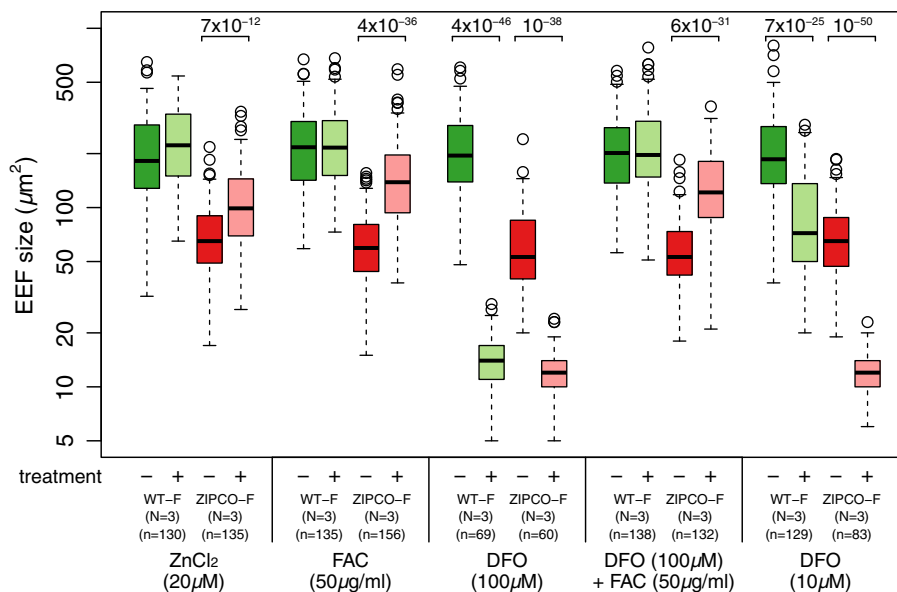 7x10⁻¹² 4x10⁻³⁶ 4x10⁻⁴⁶ 10⁻³⁸ 6x10⁻³¹ 7x10⁻²⁵ 10⁻⁵⁰
EEF size (µm²)
500
100
50
20
10
5
treatment − + − + − + − + − + − + − + − + − + − +
WT−F ZIPCO−F WT−F ZIPCO−F WT−F ZIPCO−F WT−F ZIPCO−F WT−F ZIPCO−F
(N=3) (N=3) (N=3) (N=3) (N=3) (N=3) (N=3) (N=3) (N=3) (N=3)
(n=130) (n=135) (n=135) (n=156) (n=69) (n=60) (n=138) (n=132) (n=129) (n=83)
ZnCl₂ FAC DFO DFO (100µM) DFO
(20µM) (50µg/ml) (100µM) + FAC (50µg/ml) (10µM)